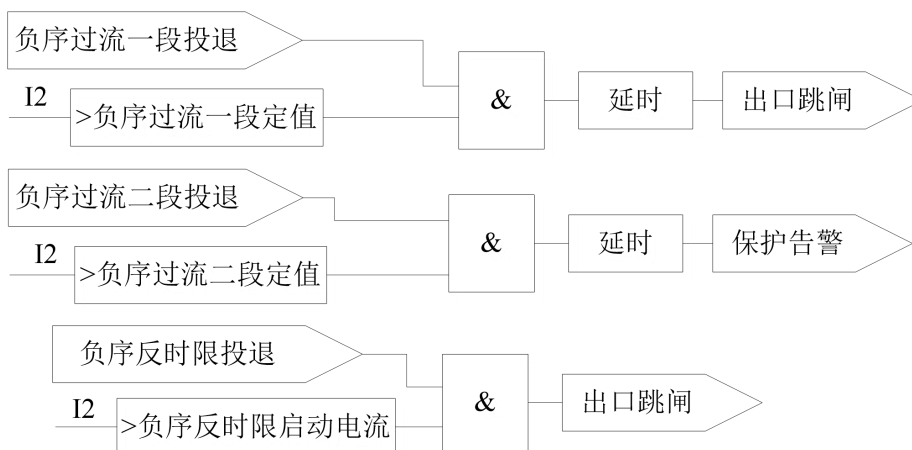 负序过流一段投退
I2
>负序过流一段定值
&
延时
出口跳闸
负序过流二段投退
I2
>负序过流二段定值
&
延时
保护告警
负序反时限投退
I2
>负序反时限启动电流
&
出口跳闸